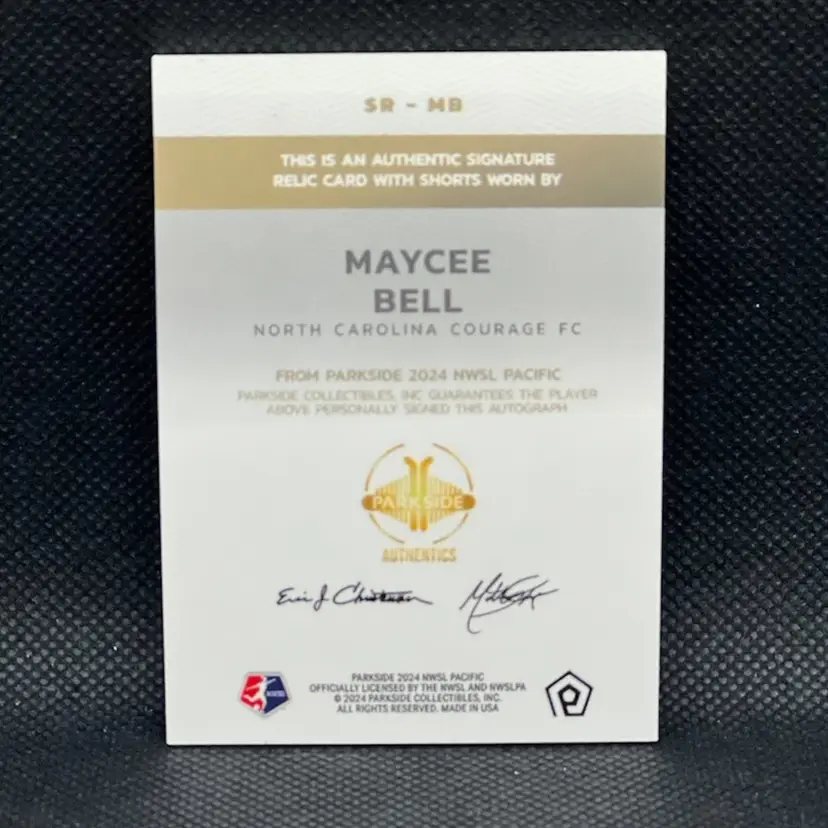 SR - MB
THIS IS AN AUTHENTIC SIGNATURE
RELIC CARD WITH SHORTS WORN BY
MAYCEE
BELL
NORTH CAROLINA COURAGE FC
FROM PARKSIDE 2024 NWSL PACIFIC
PARKSIDE COLLECTIBLES, INC GUARANTEES THE PLAYER
ABOVE PERSONALLY SIGNED THIS AUTOGRAPH
PARKSIDE
AUTHENTICS
PARKSIDE 2024 NWSL PACIFIC
OFFICIALLY LICENSED BY THE NWSL AND NWSLPA
© 2024 PARKSIDE COLLECTIBLES, INC.
ALL RIGHTS RESERVED. MADE IN USA